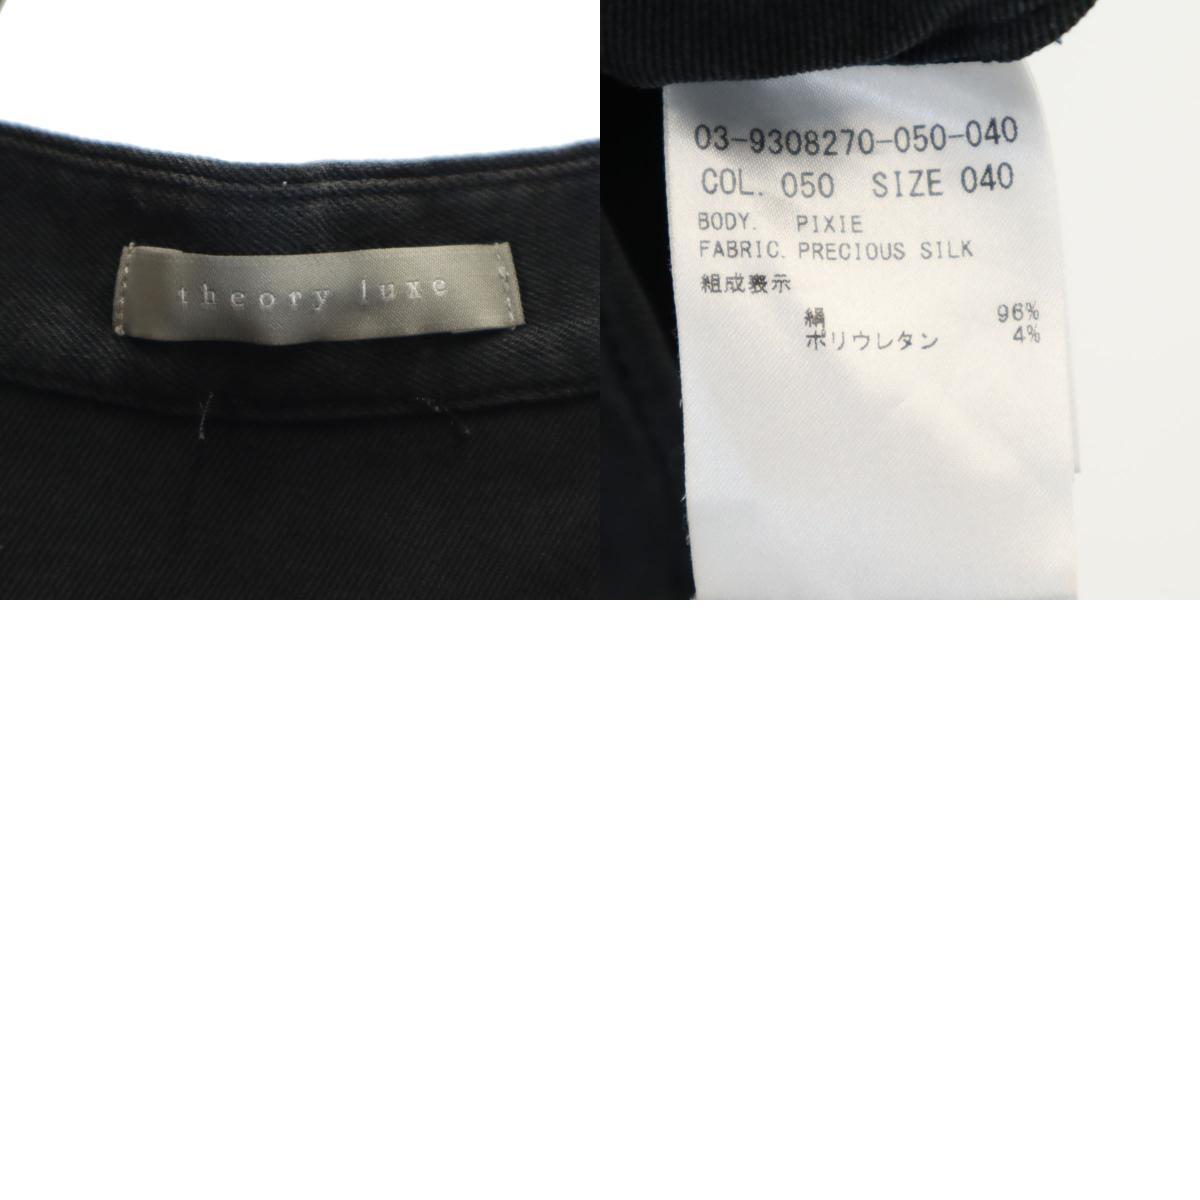 theory luxe
03-9308270-050-040
COL. 050 SIZE 040
BODY. PIXIE
FABRIC. PRECIOUS SILK
組成表示
絹 96%
ポリウレタン 4%